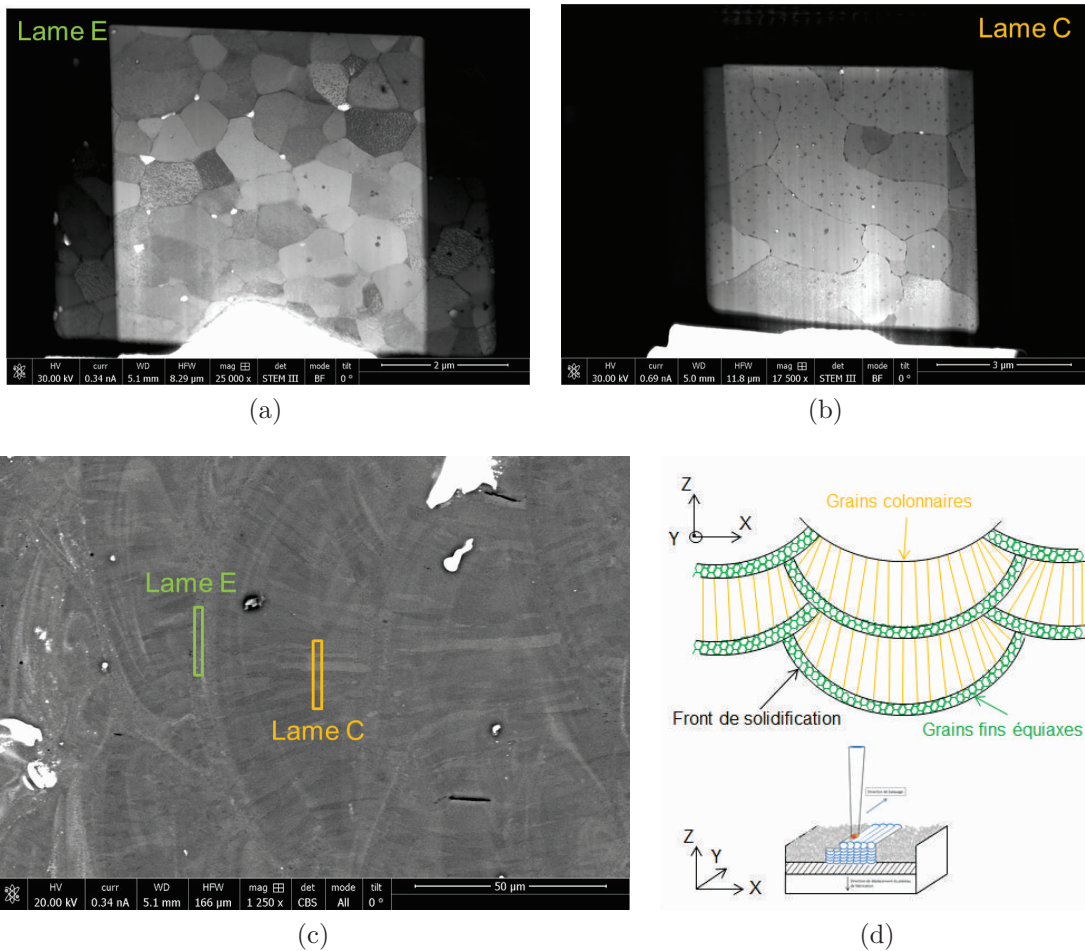 Lame E
HV curr WD HFW mag det mode tilt 2 µm
30.00 kV 0.34 nA 5.1 mm 8.29 µm 25 000 x STEM III BF 0 °
(a)
Lame C
HV curr WD HFW mag det mode tilt 3 µm
30.00 kV 0.69 nA 5.0 mm 11.8 µm 17 500 x STEM III BF 0 °
(b)
Lame E
Lame C
HV curr WD HFW mag det mode tilt 50 µm
20.00 kV 0.34 nA 5.1 mm 166 µm 1 250 x CBS All 0 °
(c)
Z
Y X
Grains colonnaires
Front de solidification
Grains fins équiaxes
Z
Y
X
(d)